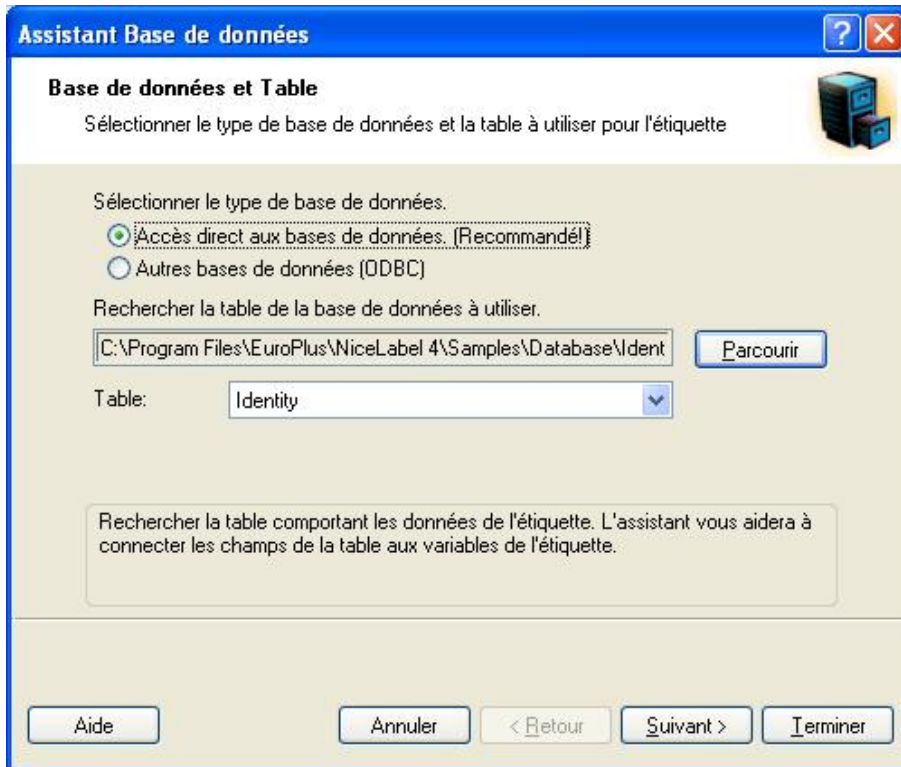 Assistant Base de données
Base de données et Table
Sélectionner le type de base de données et la table à utiliser pour l'étiquette
Sélectionner le type de base de données.
Accès direct aux bases de données. (Recommandé!)
Autres bases de données (ODBC)
Rechercher la table de la base de données à utiliser.
C:\Program Files\EuroPlus\NiceLabel 4\Samples\Database\Ident
Parcourir
Table:
Identity
Rechercher la table comportant les données de l'étiquette. L'assistant vous aidera à
connecter les champs de la table aux variables de l'étiquette.
Aide
Annuler
< Retour
Suivant >
Terminer